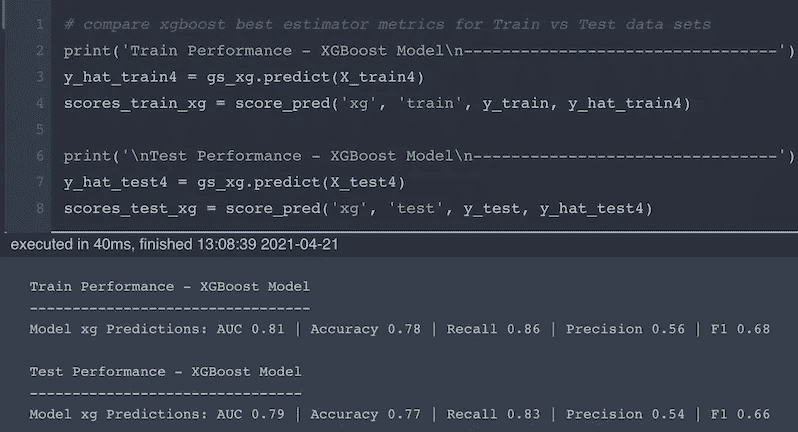 1 # compare xgboost best estimator metrics for Train vs Test data sets
2 print('Train Performance - XGBoost Model\n---------------------------------')
3 y_hat_train4 = gs_xg.predict(X_train4)
4 scores_train_xg = score_pred('xg', 'train', y_train, y_hat_train4)
5
6 print('\nTest Performance - XGBoost Model\n--------------------------------')
7 y_hat_test4 = gs_xg.predict(X_test4)
8 scores_test_xg = score_pred('xg', 'test', y_test, y_hat_test4)
executed in 40ms, finished 13:08:39 2021-04-21
Train Performance - XGBoost Model
---------------------------------
Model xg Predictions: AUC 0.81 | Accuracy 0.78 | Recall 0.86 | Precision 0.56 | F1 0.68
Test Performance - XGBoost Model
--------------------------------
Model xg Predictions: AUC 0.79 | Accuracy 0.77 | Recall 0.83 | Precision 0.54 | F1 0.66